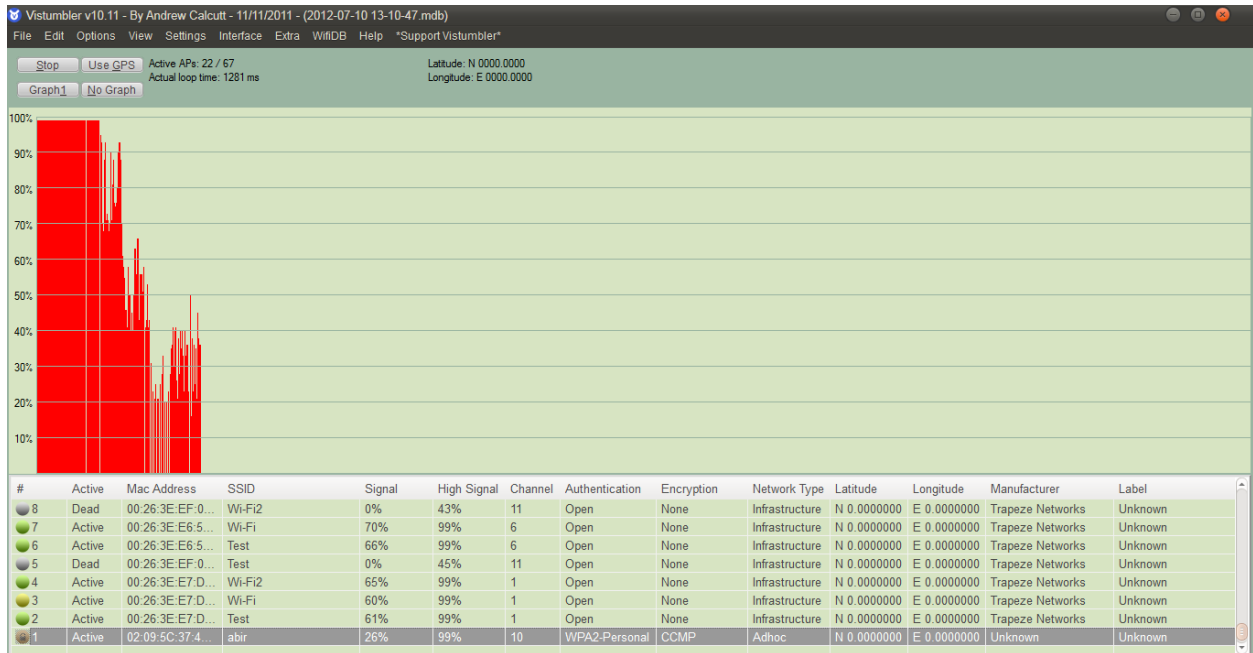 Vistumbler v10.11 - By Andrew Calcutt - 11/11/2011 - (2012-07-10 13-10-47.mdb)
File Edit Options View Settings Interface Extra WifiDB Help *Support Vistumbler*
Stop Use GPS Active APs: 22 / 67 Latitude: N 0000.0000
Actual loop time: 1281 ms Longitude: E 0000.0000
Graph1 No Graph
100%
90%
80%
70%
60%
50%
40%
30%
20%
10%
# Active Mac Address SSID Signal High Signal Channel Authentication Encryption Network Type Latitude Longitude Manufacturer Label
8 Dead 00:26:3E:EF:0... Wi-Fi2 0% 43% 11 Open None Infrastructure N 0.0000000 E 0.0000000 Trapeze Networks Unknown
7 Active 00:26:3E:E6:5... Wi-Fi 70% 99% 6 Open None Infrastructure N 0.0000000 E 0.0000000 Trapeze Networks Unknown
6 Active 00:26:3E:E6:5... Test 66% 99% 6 Open None Infrastructure N 0.0000000 E 0.0000000 Trapeze Networks Unknown
5 Dead 00:26:3E:EF:0... Test 0% 45% 11 Open None Infrastructure N 0.0000000 E 0.0000000 Trapeze Networks Unknown
4 Active 00:26:3E:E7:D... Wi-Fi2 65% 99% 1 Open None Infrastructure N 0.0000000 E 0.0000000 Trapeze Networks Unknown
3 Active 00:26:3E:E7:D... Wi-Fi 60% 99% 1 Open None Infrastructure N 0.0000000 E 0.0000000 Trapeze Networks Unknown
2 Active 00:26:3E:E7:D... Test 61% 99% 1 Open None Infrastructure N 0.0000000 E 0.0000000 Trapeze Networks Unknown
1 Active 02:09:5C:37:4... abir 26% 99% 10 WPA2-Personal CCMP Adhoc N 0.0000000 E 0.0000000 Unknown Unknown